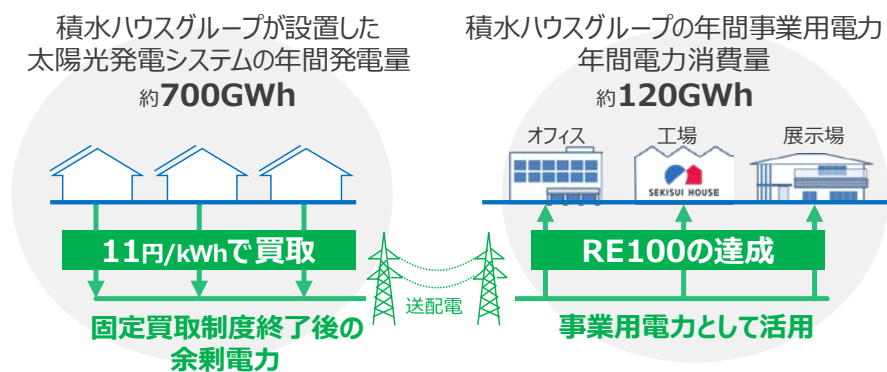 積水ハウスグループが設置した
太陽光発電システムの年間発電量
約700GWh
11円/kWhで買取
固定買取制度終了後の
余剰電力
送配電
積水ハウスグループの年間事業用電力
年間電力消費量
約120GWh
オフィス
工場
展示場
SEKISUI HOUSE
RE100の達成
事業用電力として活用